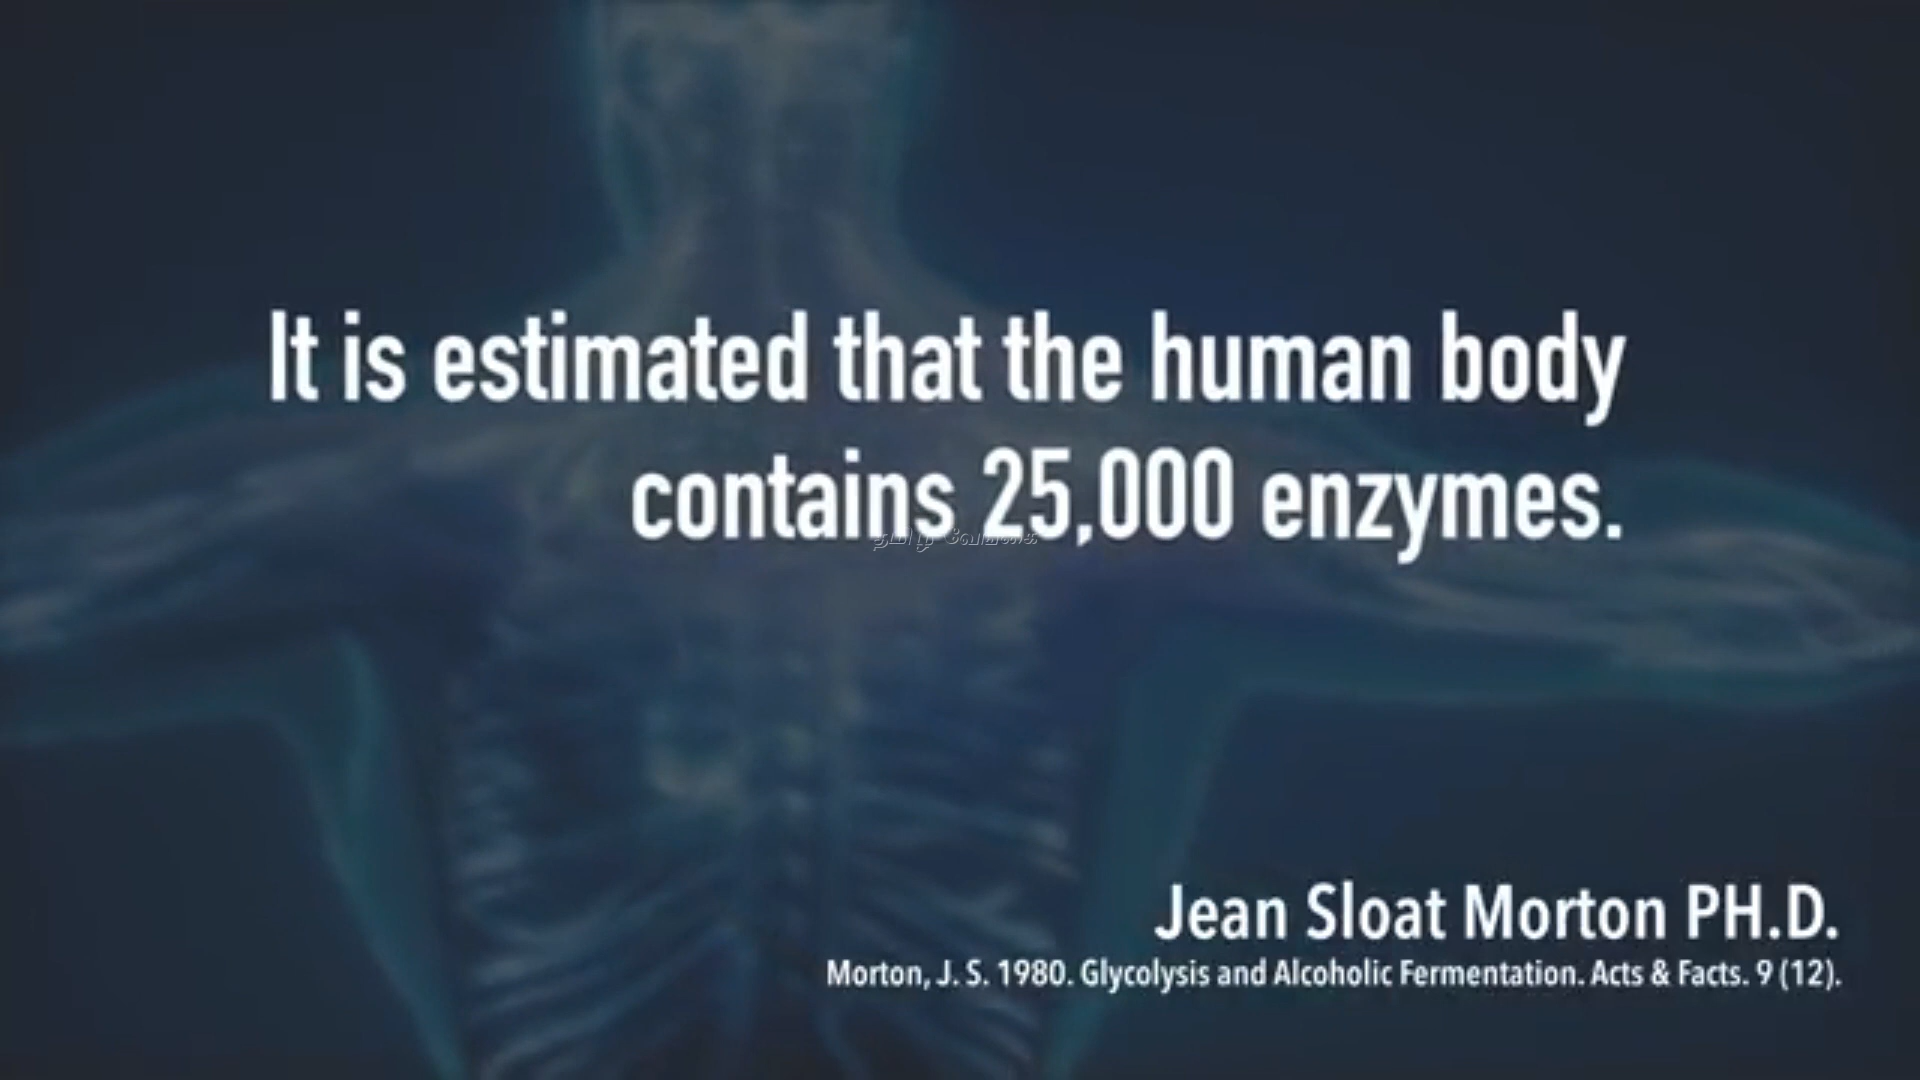 It is estimated that the human body
contains 25,000 enzymes.
தமிழ் வேங்கை
Jean Sloat Morton PH.D.
Morton, J. S. 1980. Glycolysis and Alcoholic Fermentation. Acts & Facts. 9 (12).